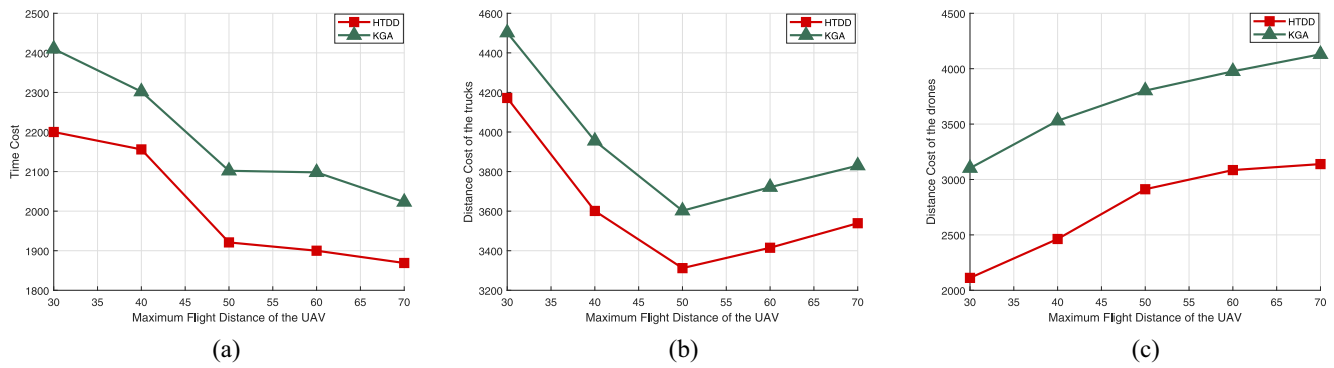 2500
2400
2300
2200
2100
2000
1900
1800
Time Cost
30 35 40 45 50 55 60 65 70
Maximum Flight Distance of the UAV
HTDD
KGA
(a)
4600
4400
4200
4000
3800
3600
3400
3200
Distance Cost of the trucks
30 35 40 45 50 55 60 65 70
Maximum Flight Distance of the UAV
HTDD
KGA
(b)
4500
4000
3500
3000
2500
2000
Distance Cost of the drones
30 35 40 45 50 55 60 65 70
Maximum Flight Distance of the UAV
HTDD
KGA
(c)